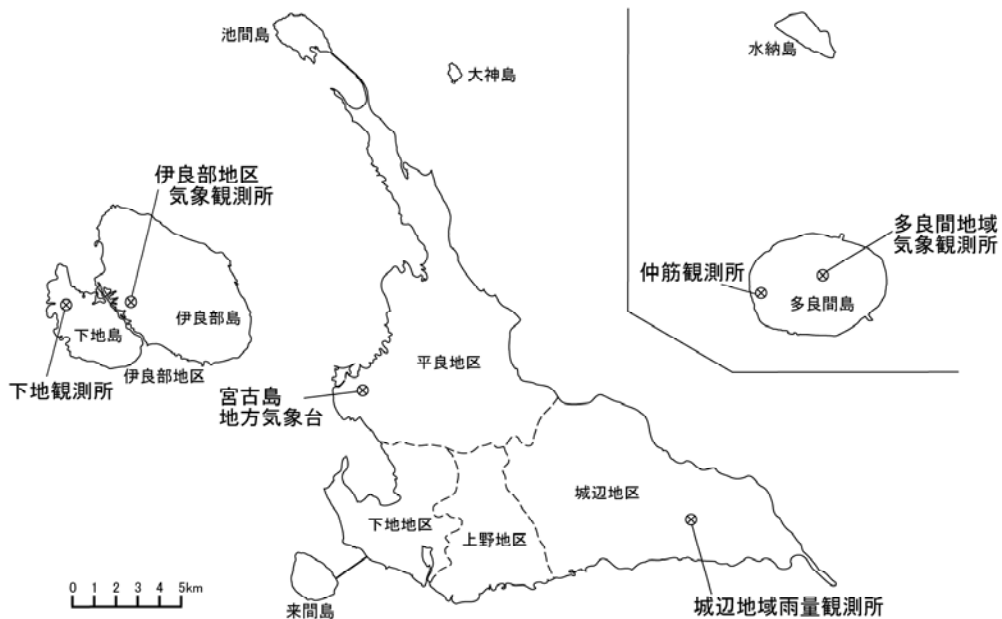 池間島
大神島
水納島
伊良部地区
気象観測所
多良間地域
気象観測所
仲筋観測所
多良間島
伊良部島
下地島
伊良部地区
下地観測所
平良地区
宮古島
地方気象台
城辺地区
下地地区
上野地区
来間島
城辺地域雨量観測所
0 1 2 3 4 5km